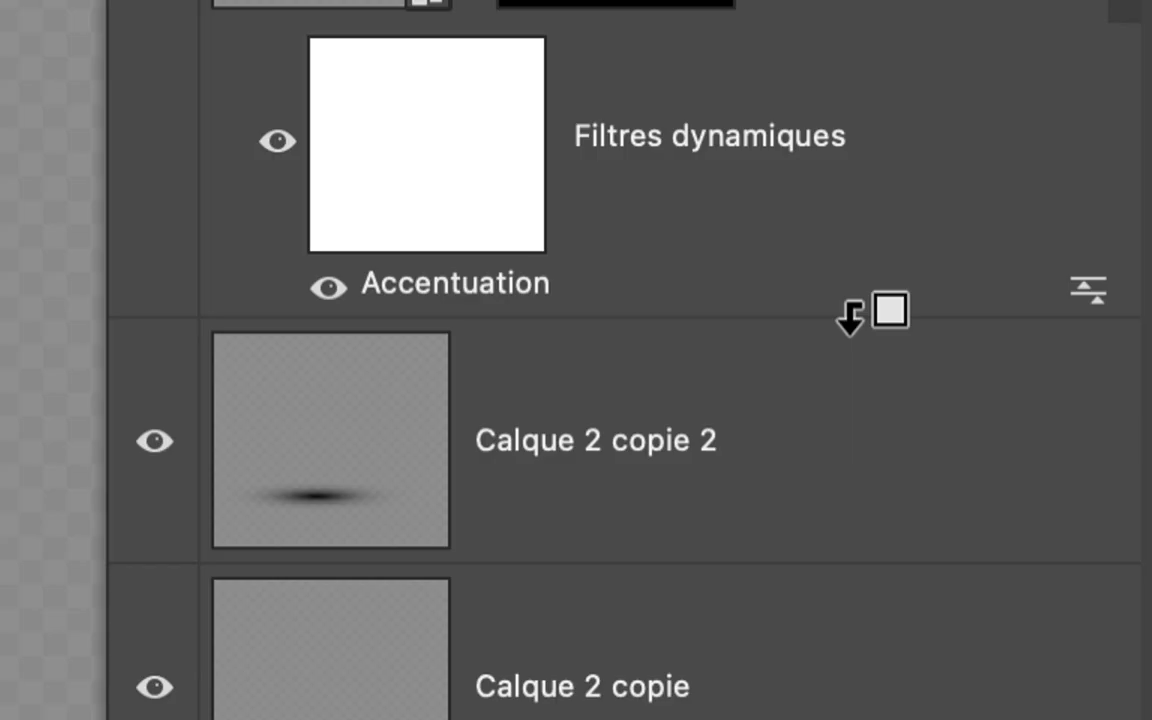 Filtres dynamiques
Accentuation
Calque 2 copie 2
Calque 2 copie